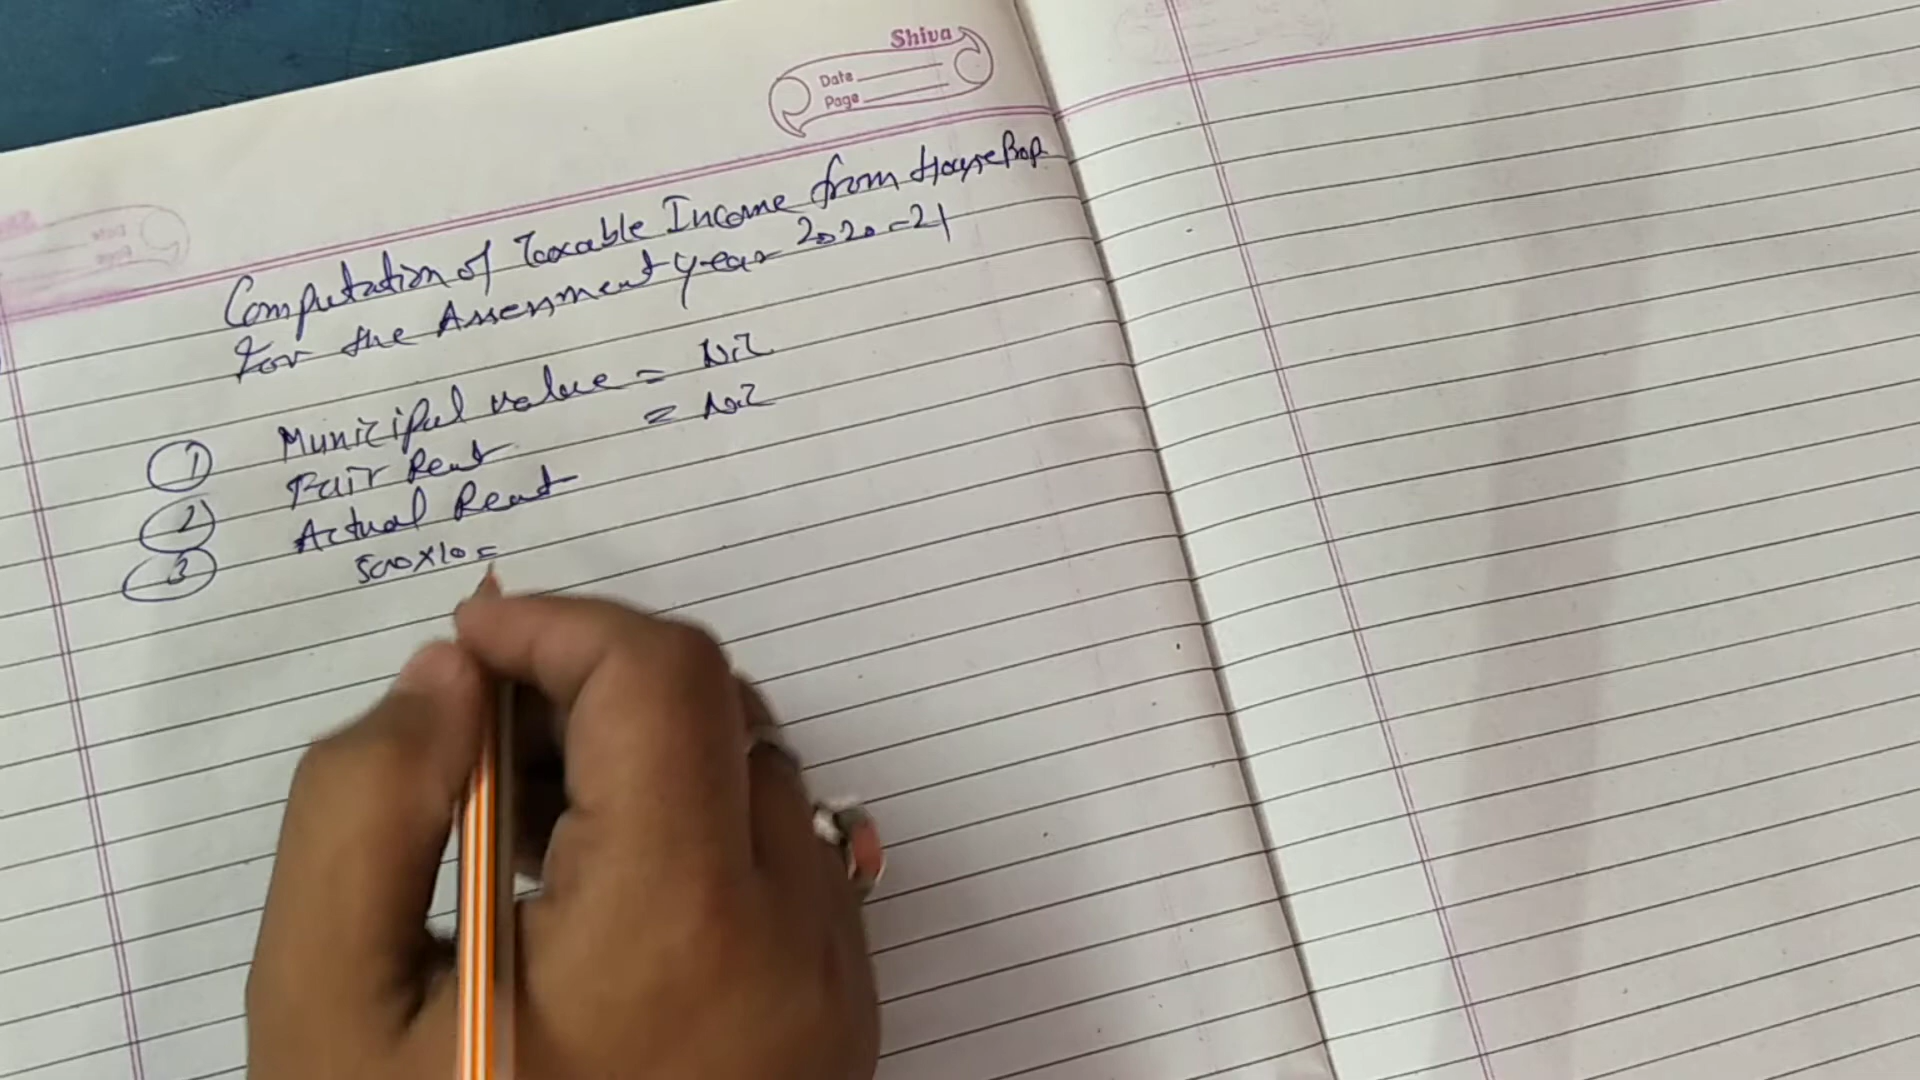 Shiva
Date
Page
Computation of Taxable Income from House Prop
For the Assessment year 2020-21
1 Municipal value = Nil
2 Fair Rent = Nil
3 Actual Rent
500x10 =